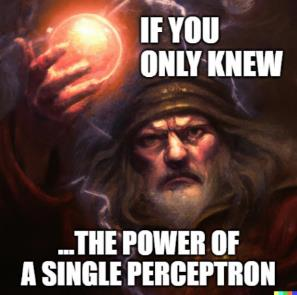 IF YOU
ONLY KNEW
...THE POWER OF
A SINGLE PERCEPTRON